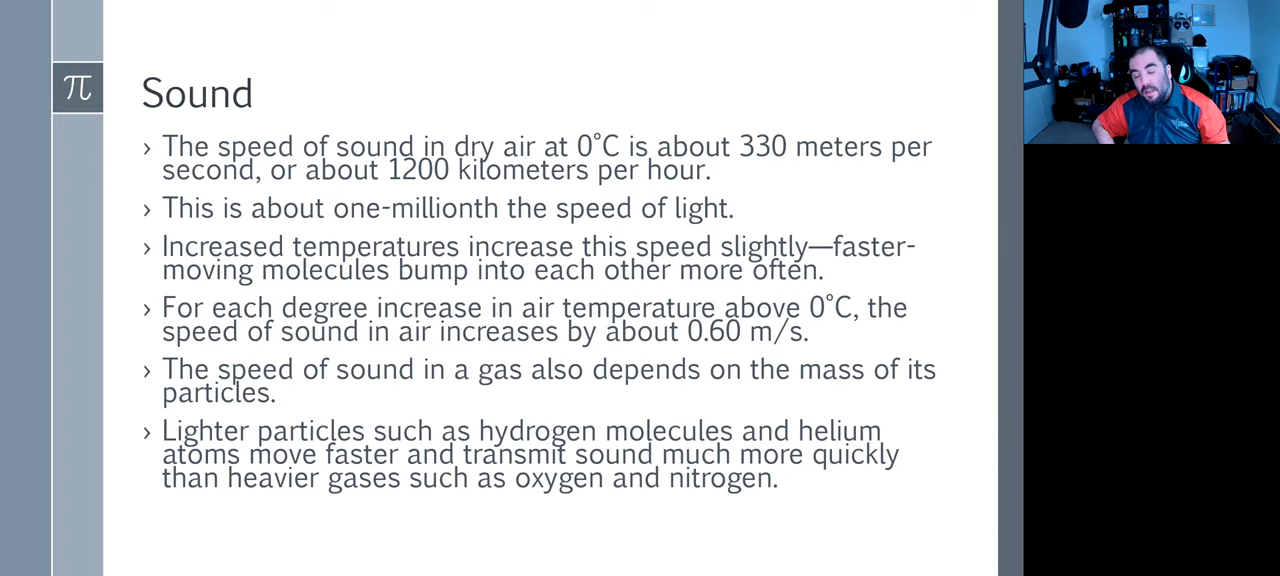 π
Sound
› The speed of sound in dry air at 0°C is about 330 meters per
second, or about 1200 kilometers per hour.
› This is about one-millionth the speed of light.
› Increased temperatures increase this speed slightly—faster-
moving molecules bump into each other more often.
› For each degree increase in air temperature above 0°C, the
speed of sound in air increases by about 0.60 m/s.
› The speed of sound in a gas also depends on the mass of its
particles.
› Lighter particles such as hydrogen molecules and helium
atoms move faster and transmit sound much more quickly
than heavier gases such as oxygen and nitrogen.